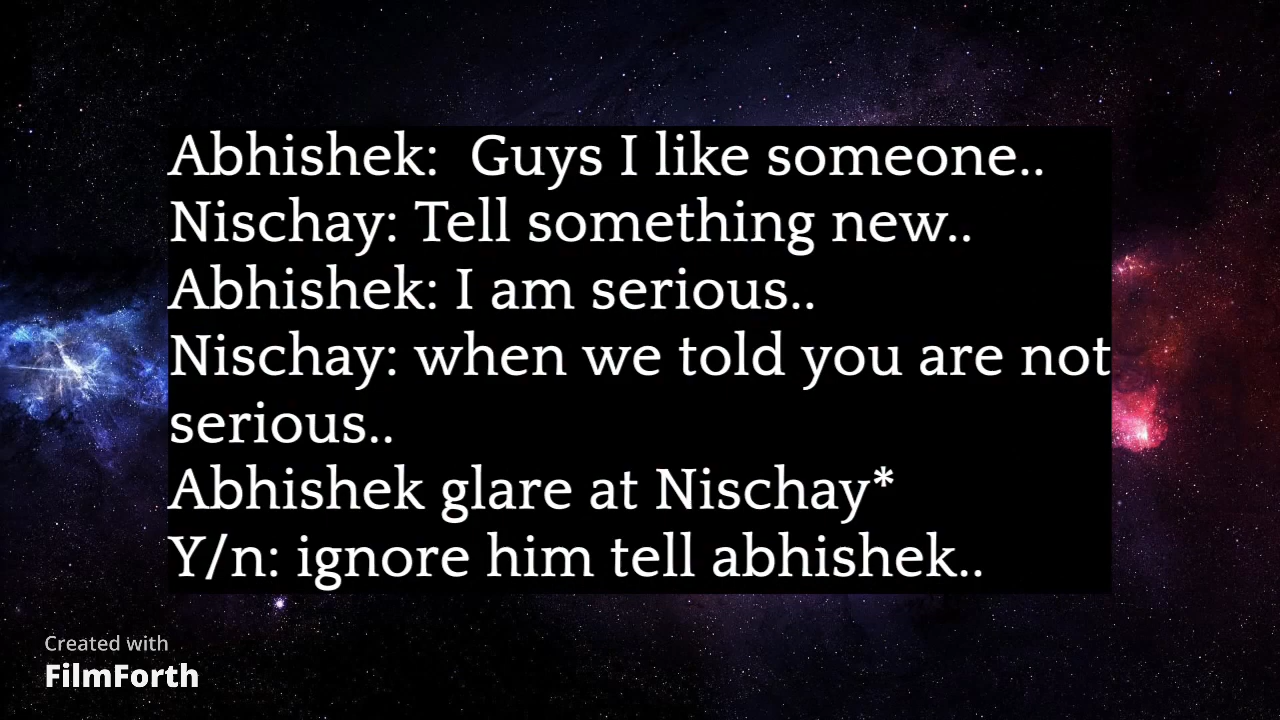 Abhishek:  Guys I like someone..
Nischay: Tell something new..
Abhishek: I am serious..
Nischay: when we told you are not
serious..
Abhishek glare at Nischay*
Y/n: ignore him tell abhishek..
Created with
FilmForth